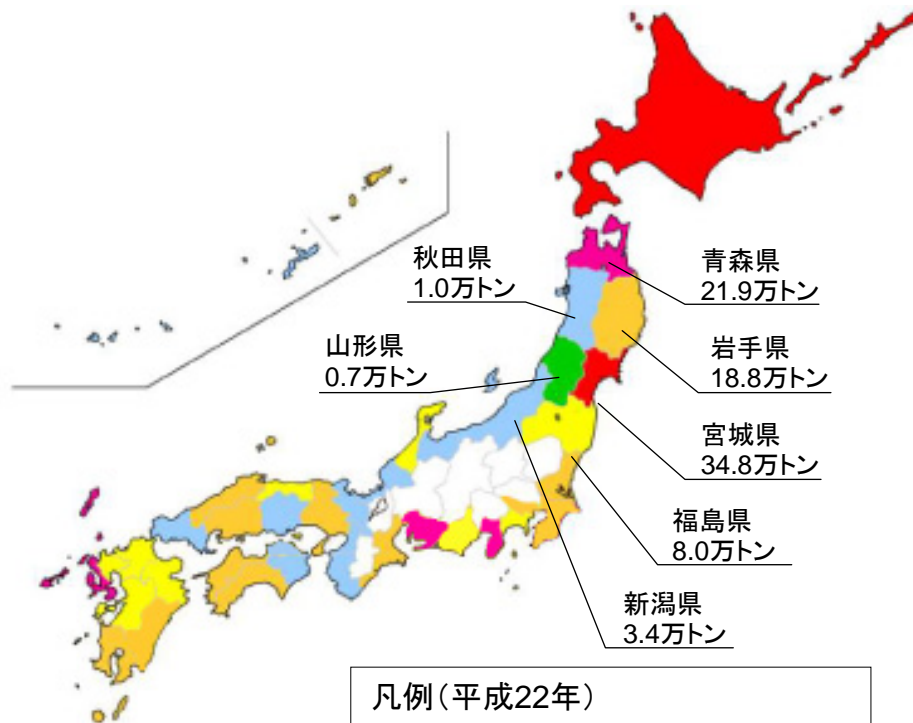 秋田県
1.0万トン
青森県
21.9万トン
山形県
0.7万トン
岩手県
18.8万トン
宮城県
34.8万トン
福島県
8.0万トン
新潟県
3.4万トン
凡例(平成22年)